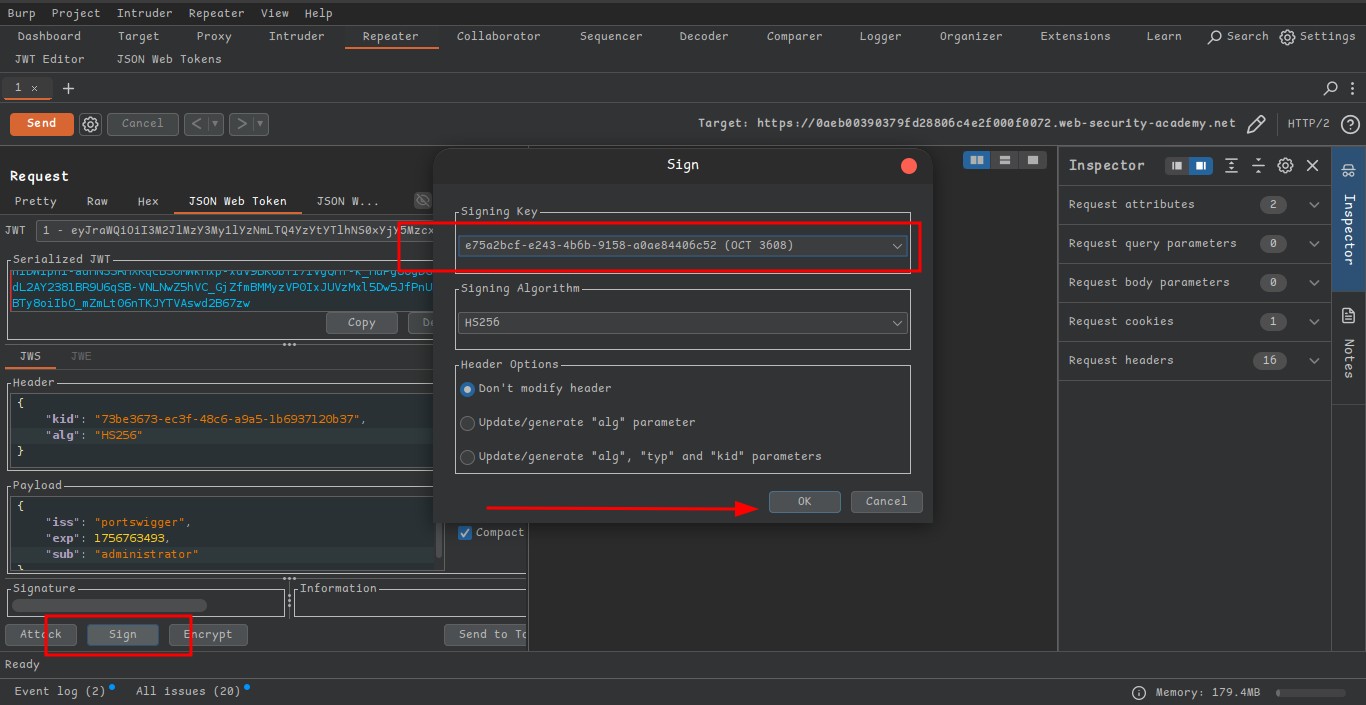 Burp Project Intruder Repeater View Help
Dashboard Target Proxy Intruder Repeater Collaborator Sequencer Decoder Comparer Logger Organizer Extensions Learn Search Settings
JWT Editor JSON Web Tokens
1 × +
Send Cancel < ▾ > ▾ Target: https://0aeb00390379fd28806c4e2f000f0072.web-security-academy.net HTTP/2 ?
Request
Pretty Raw Hex JSON Web Token JSON W...
JWT 1 - eyJraWQiOiI3M2JlMzY3My1lYzNmLTQ4YzYtYTlhNS0xYjY5Mzcx
Serialized JWT
dL2AY238lBR9U6qSB-VNLNwZ5hVC_GjZfmBMMyzVP0IxJUVzMxl5Dw5JfPnU
BTy8oiIbO_mZmLt06nTKJYTVAswd2B67zw
Copy De
JWS JWE
Header
{
"kid": "73be3673-ec3f-48c6-a9a5-1b6937120b37",
"alg": "HS256"
}
Payload
{
"iss": "portswigger",
"exp": 1756763493,
"sub": "administrator"
}
Compact
Signature
Information
Attack Sign Encrypt Send to To
Sign
Signing Key
e75a2bcf-e243-4b6b-9158-a0ae84406c52 (OCT 3608)
Signing Algorithm
HS256
Header Options
Don't modify header
Update/generate "alg" parameter
Update/generate "alg", "typ" and "kid" parameters
OK Cancel
Inspector
Request attributes 2
Request query parameters 0
Request body parameters 0
Request cookies 1
Request headers 16
Inspector
Notes
Ready
Event log (2) All issues (20) Memory: 179.4MB